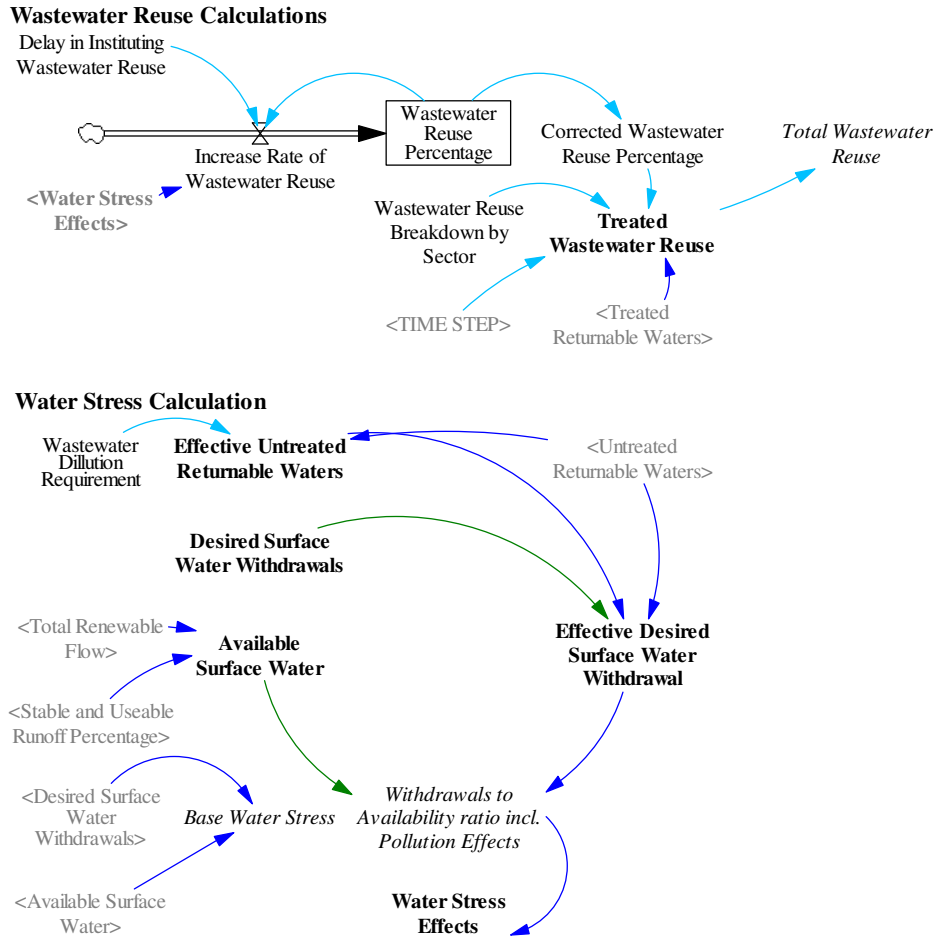 Wastewater Reuse Calculations
Delay in Instituting
Wastewater Reuse
Wastewater
Reuse
Percentage
Corrected Wastewater
Reuse Percentage
Total Wastewater
Reuse
Increase Rate of
Wastewater Reuse
<Water Stress
Effects>
Wastewater Reuse
Breakdown by
Sector
Treated
Wastewater Reuse
<TIME STEP>
<Treated
Returnable Waters>
Water Stress Calculation
Wastewater
Dillution
Requirement
Effective Untreated
Returnable Waters
<Untreated
Returnable Waters>
Desired Surface
Water Withdrawals
<Total Renewable
Flow>
Available
Surface Water
Effective Desired
Surface Water
Withdrawal
<Stable and Useable
Runoff Percentage>
<Desired Surface
Water
Withdrawals>
Base Water Stress
Withdrawals to
Availability ratio incl.
Pollution Effects
<Available Surface
Water>
Water Stress
Effects